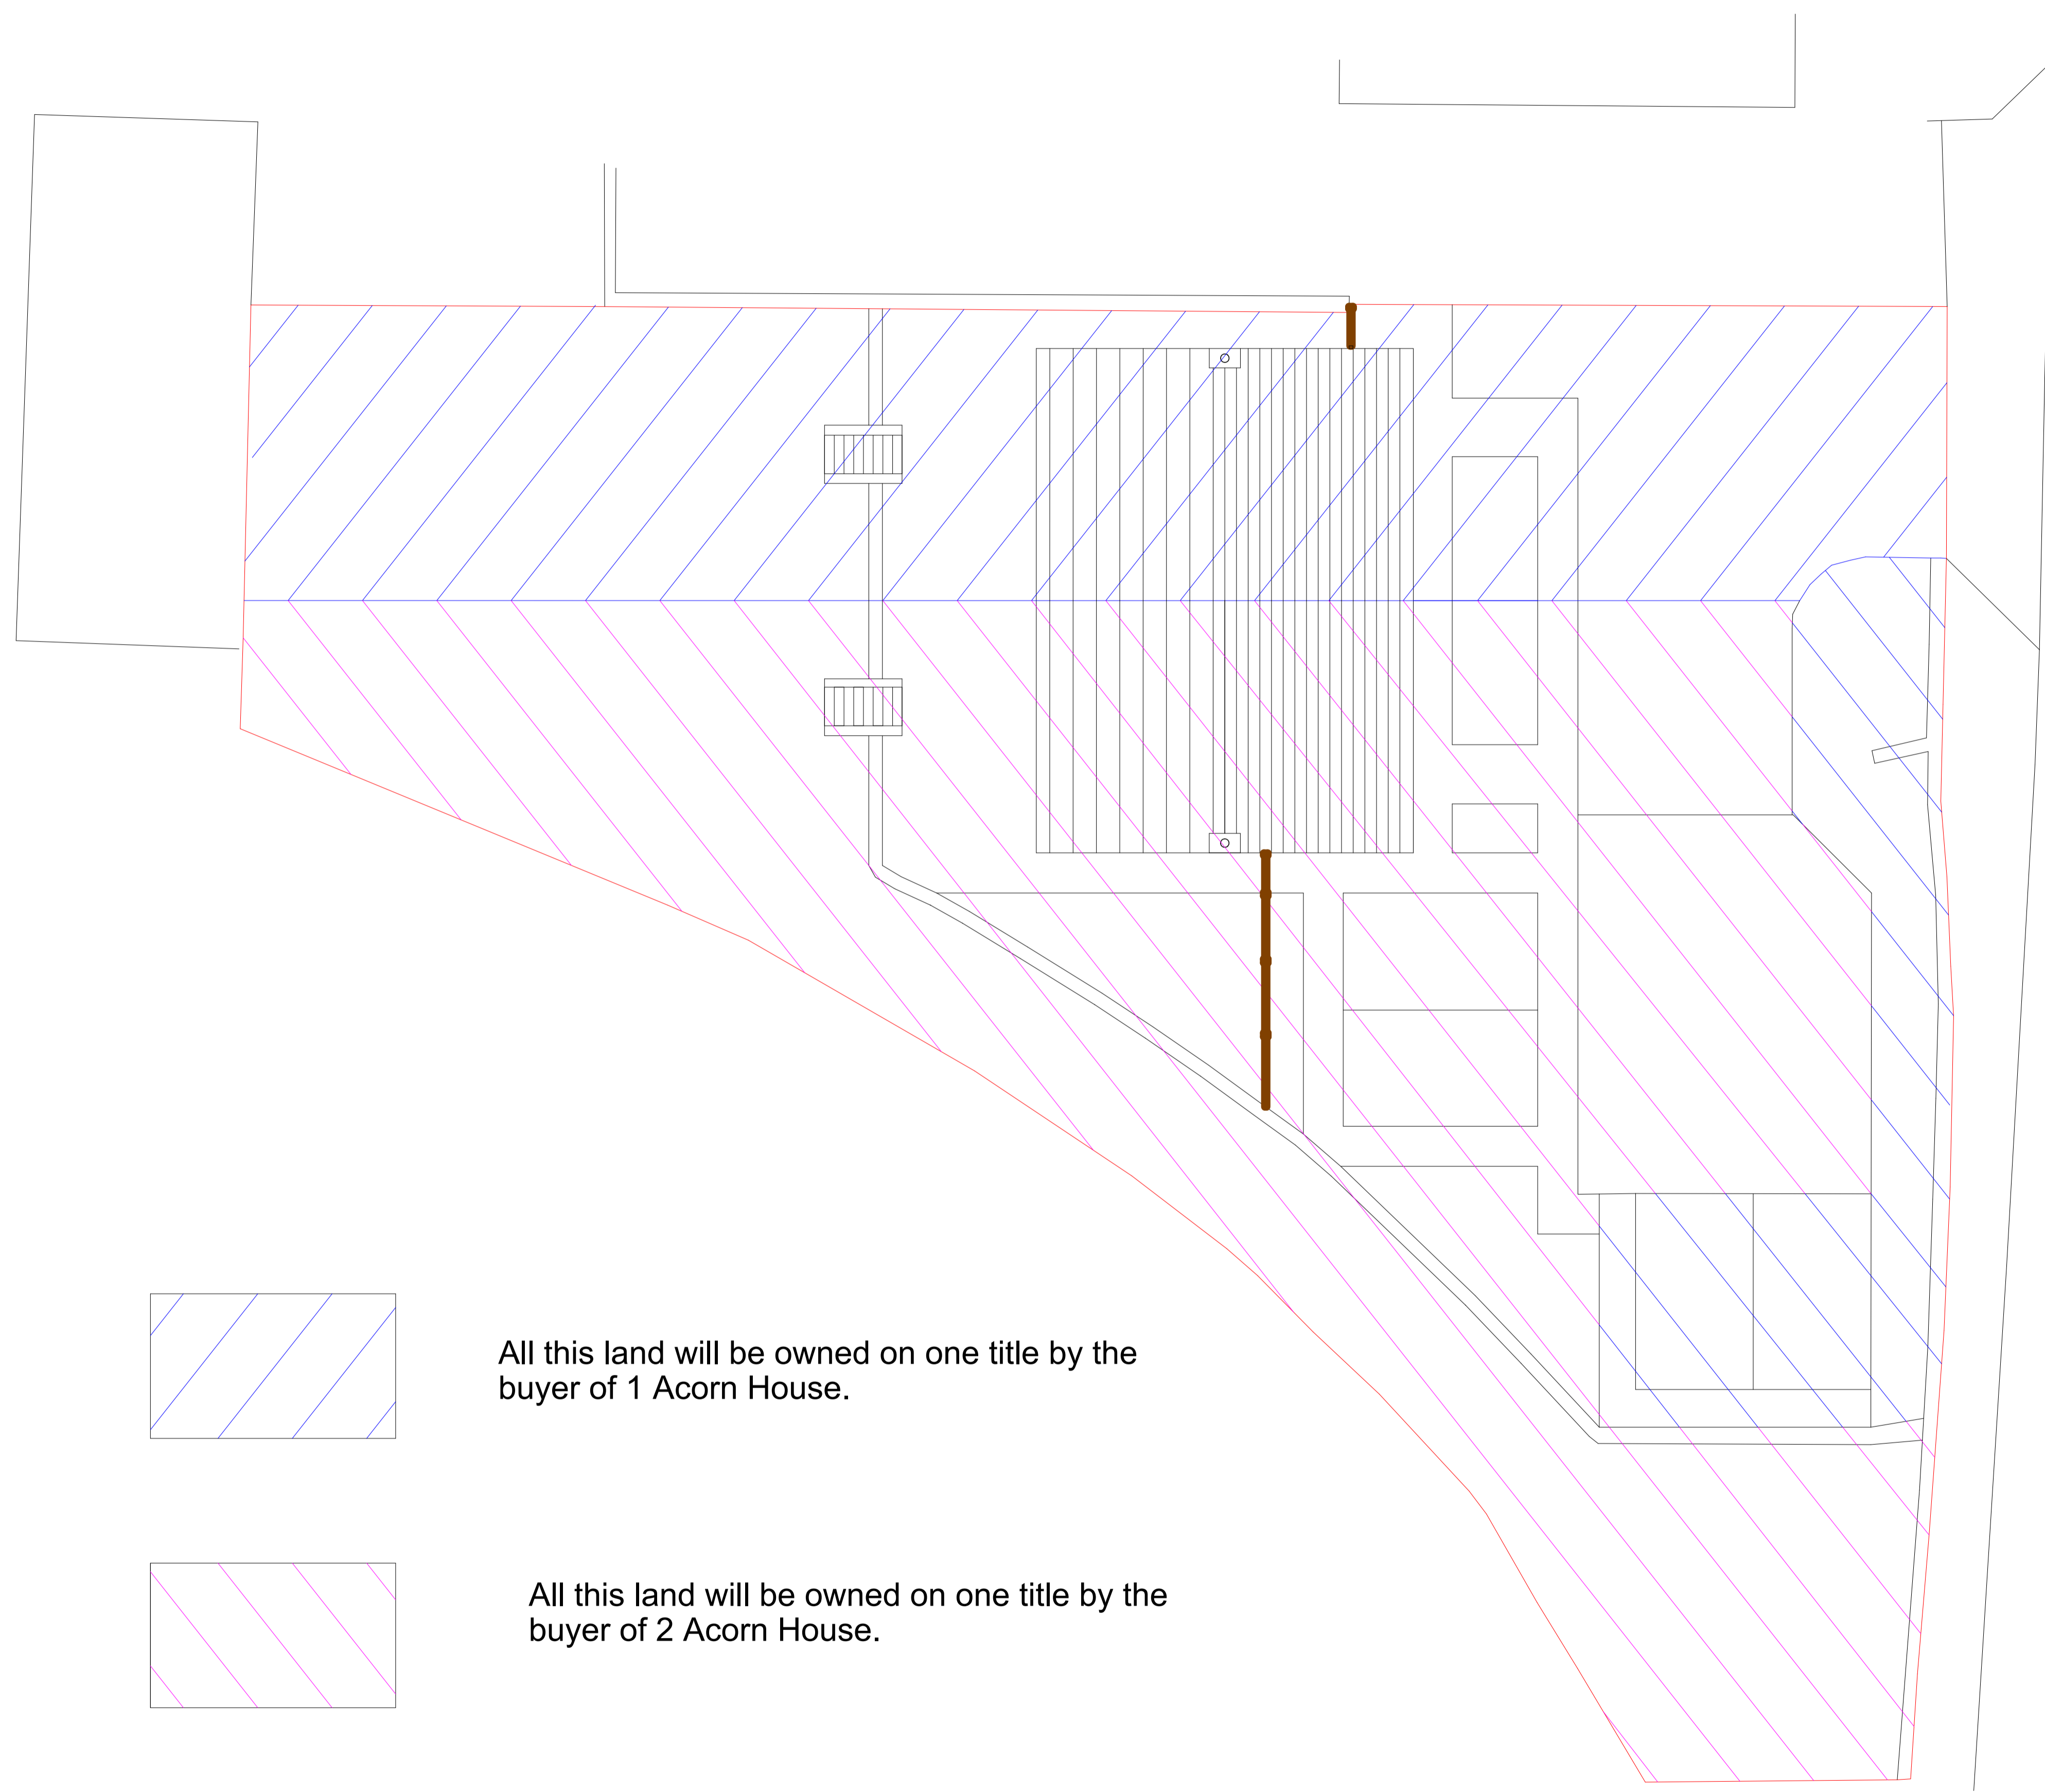 All this land will be owned on one title by the
buyer of 1 Acorn House.
All this land will be owned on one title by the
buyer of 2 Acorn House.